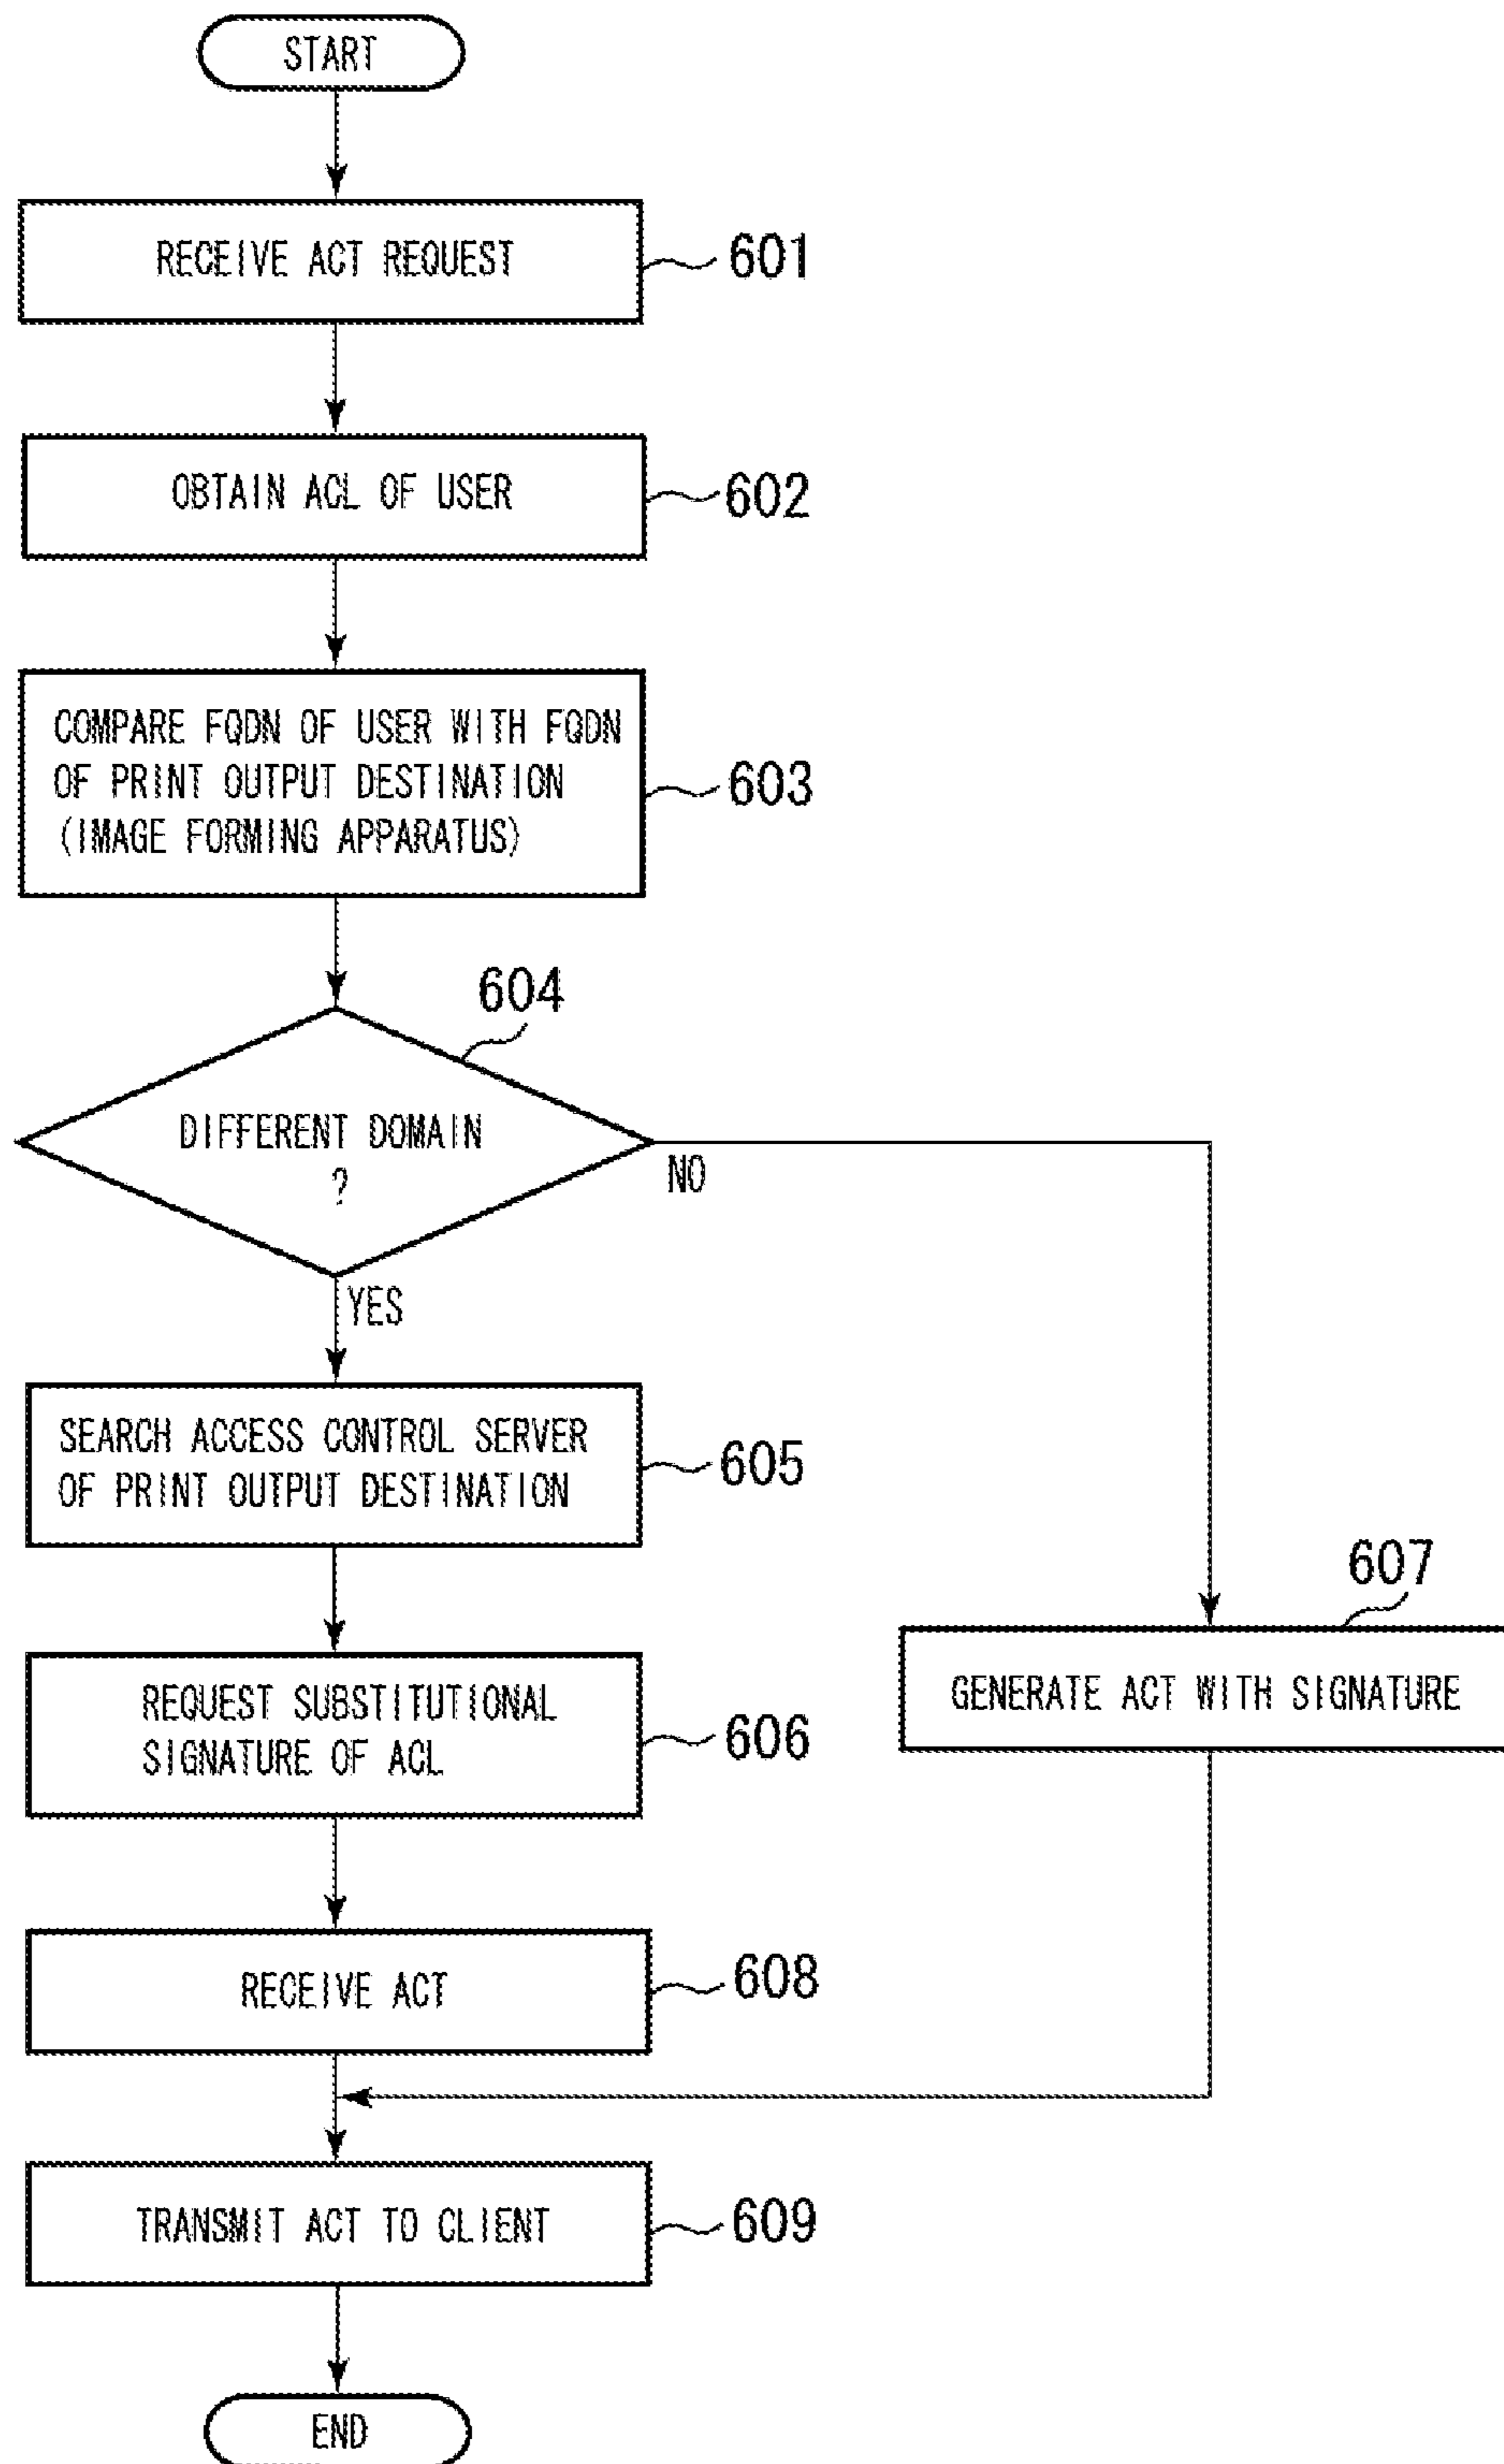 START
RECEIVE ACT REQUEST
601
OBTAIN ACL OF USER
602
COMPARE FQDN OF USER WITH FQDN
OF PRINT OUTPUT DESTINATION
(IMAGE FORMING APPARATUS)
603
604
DIFFERENT DOMAIN
?
NO
YES
SEARCH ACCESS CONTROL SERVER
OF PRINT OUTPUT DESTINATION
605
607
GENERATE ACT WITH SIGNATURE
REQUEST SUBSTITUTIONAL
SIGNATURE OF ACL
606
RECEIVE ACT
608
TRANSMIT ACT TO CLIENT
609
END